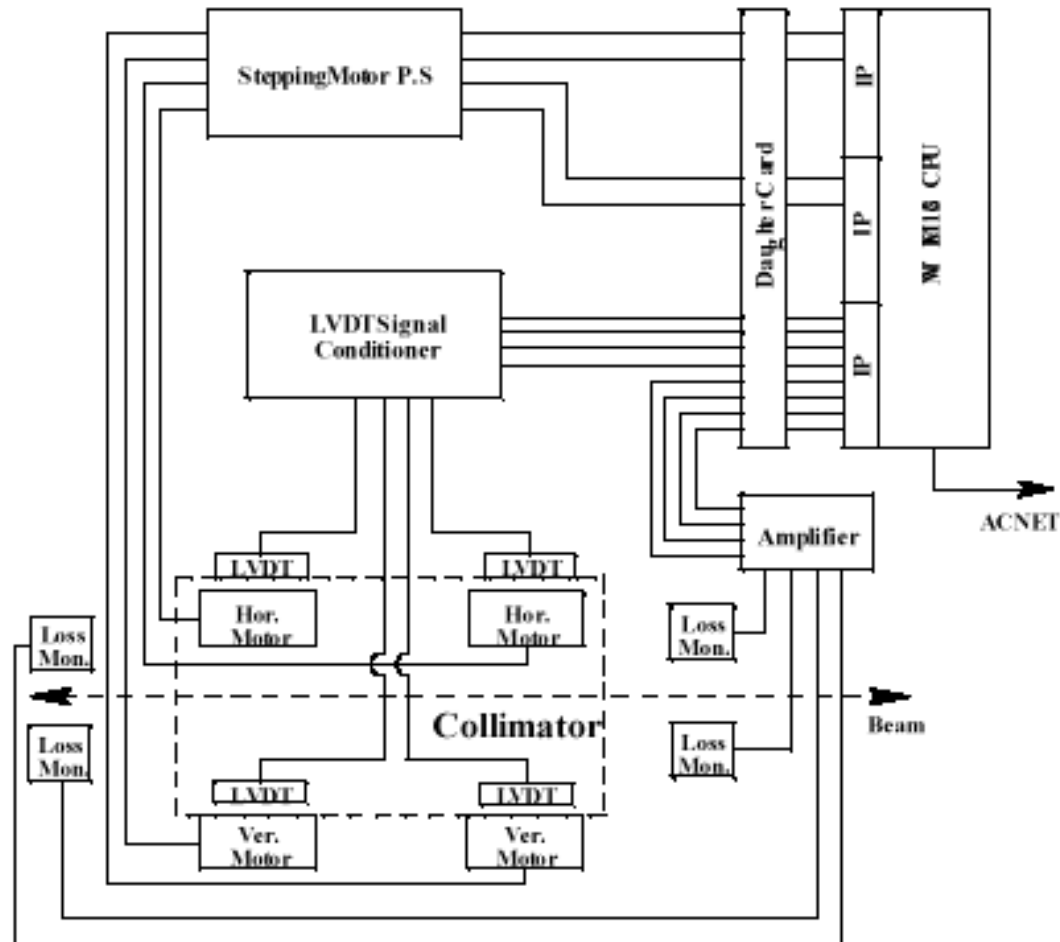 SteppingMotor P.S
IP
IP
IP
CPU
Card
LVDTSignal
Conditioner
ACNET
Amplifier
LVDT
LVDT
Hor.
Motor
Hor.
Motor
Loss
Mon.
Loss
Mon.
Beam
Collimator
Loss
Mon.
Loss
Mon.
LVDT
LVDT
Ver.
Motor
Ver.
Motor